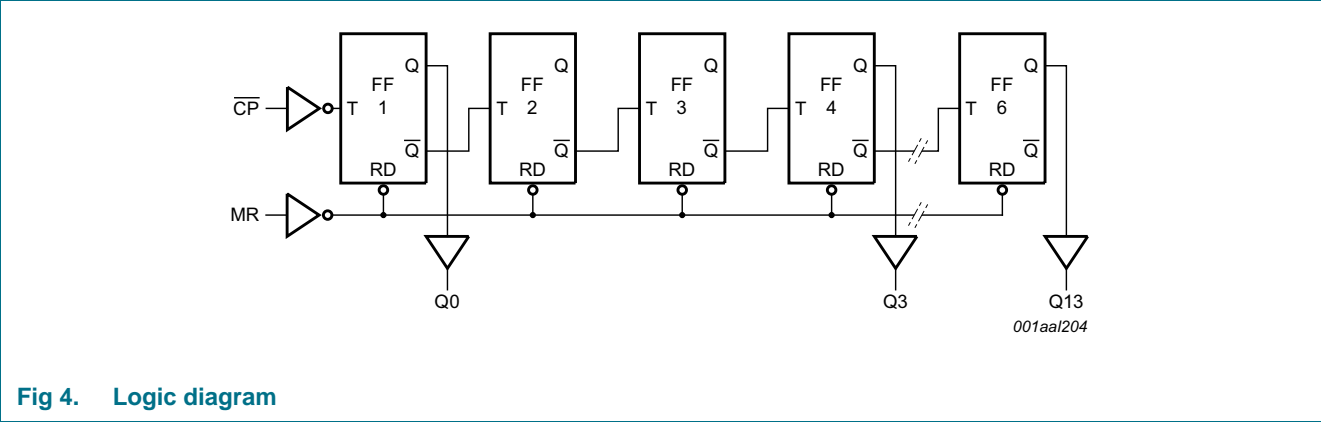 Q Q Q Q Q
FF FF FF FF FF
C̅P̅ T 1 T 2 T 3 T 4 T 6
Q̅ Q̅ Q̅ Q̅ Q̅
RD RD RD RD RD
MR
Q0 Q3 Q13
001aal204
Fig 4. Logic diagram